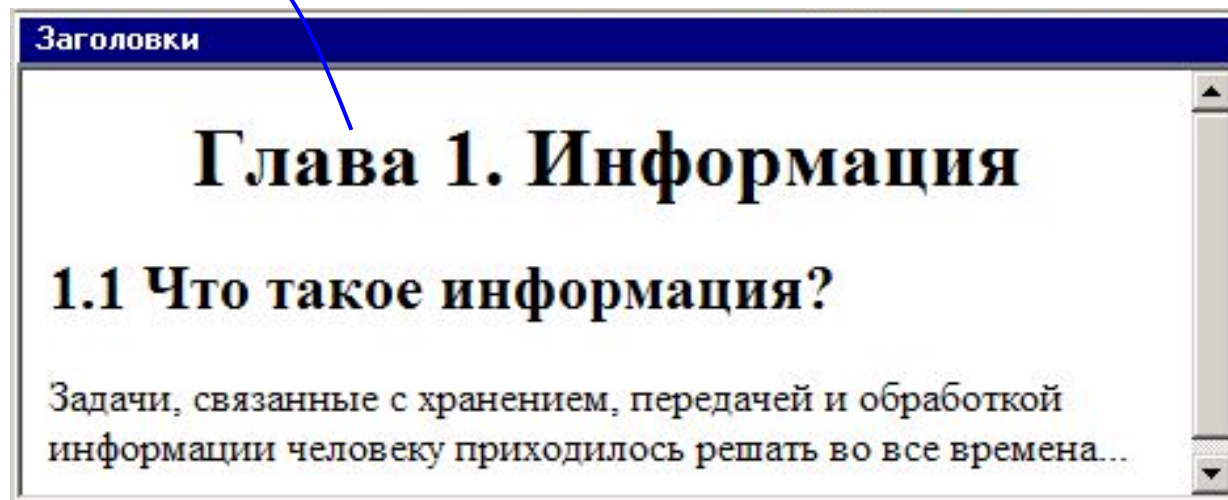 Заголовки
Глава 1. Информация
1.1 Что такое информация?
Задачи, связанные с хранением, передачей и обработкой
информации человеку приходилось решать во все времена...